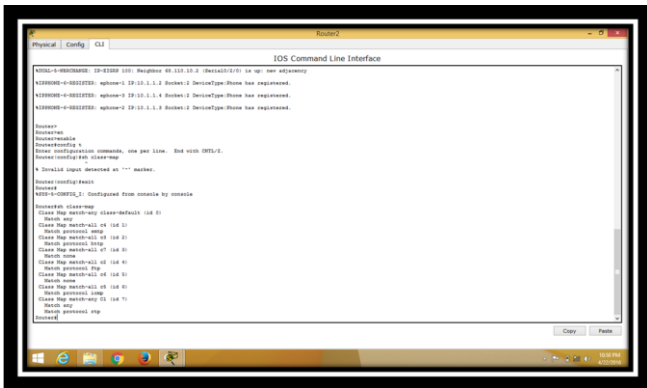 Router2
Physical Config CLI
IOS Command Line Interface
%DUAL-5-NBRCHANGE: IP-EIGRP 100: Neighbor 10.2 (Serial0/0/0) is up: new adjacency
%IPPHONE-6-REGISTER: ephone-1 IP:10.1.1.2 Socket:2 DeviceType:Phone has registered.
%IPPHONE-6-REGISTER: ephone-3 IP:10.1.1.4 Socket:2 DeviceType:Phone has registered.
%IPPHONE-6-REGISTER: ephone-2 IP:10.1.1.3 Socket:2 DeviceType:Phone has registered.
Router>
Router>en
Router>enable
Router#config t
Enter configuration commands, one per line. End with CNTL/Z.
Router(config)#sh class-map
^
% Invalid input detected at '^' marker.
Router(config)#exit
Router#
%SYS-5-CONFIG_I: Configured from console by console
Router#sh class-map
Class Map match-any class-default (id 0)
Match any
Class Map match-all c4 (id 1)
Match protocol smtp
Class Map match-all c3 (id 2)
Match protocol http
Class Map match-all c7 (id 3)
Match none
Class Map match-all c2 (id 4)
Match protocol ftp
Class Map match-all c6 (id 5)
Match none
Class Map match-all c5 (id 6)
Match protocol icmp
Class Map match-any (id 7)
Match any
Match protocol rtp
Router#
Copy Paste
10:50 PM
4/22/2016